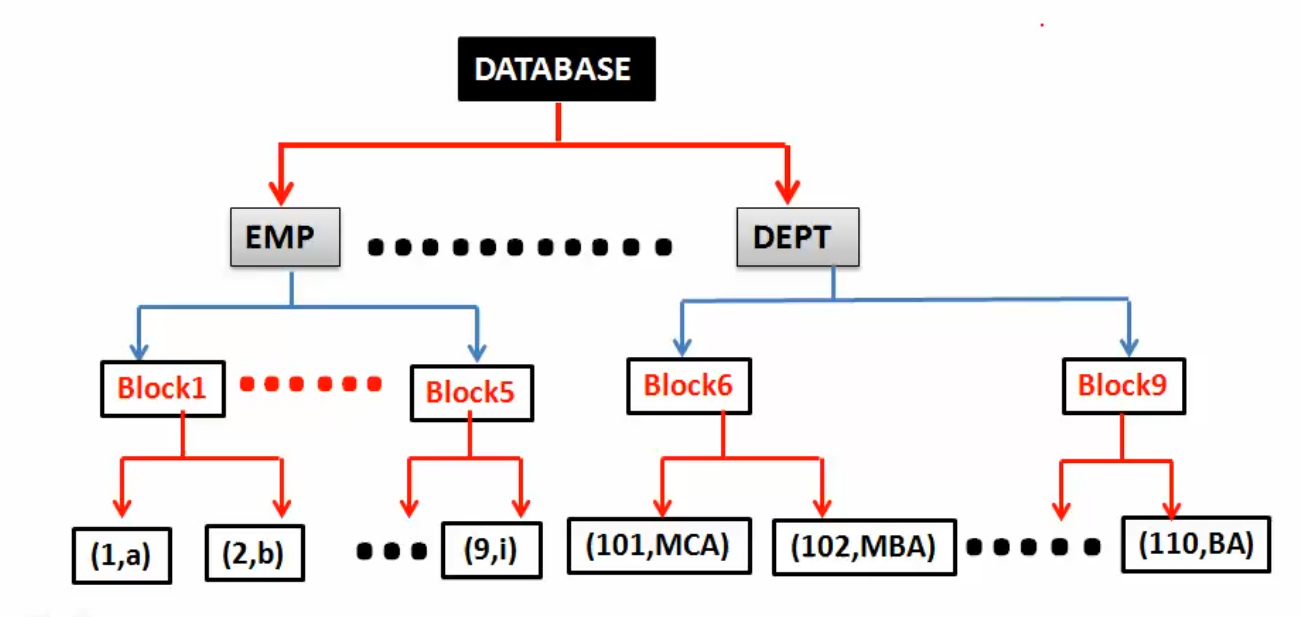 DATABASE
EMP
DEPT
Block1
Block5
Block6
Block9
(1,a)
(2,b)
(9,i)
(101,MCA)
(102,MBA)
(110,BA)